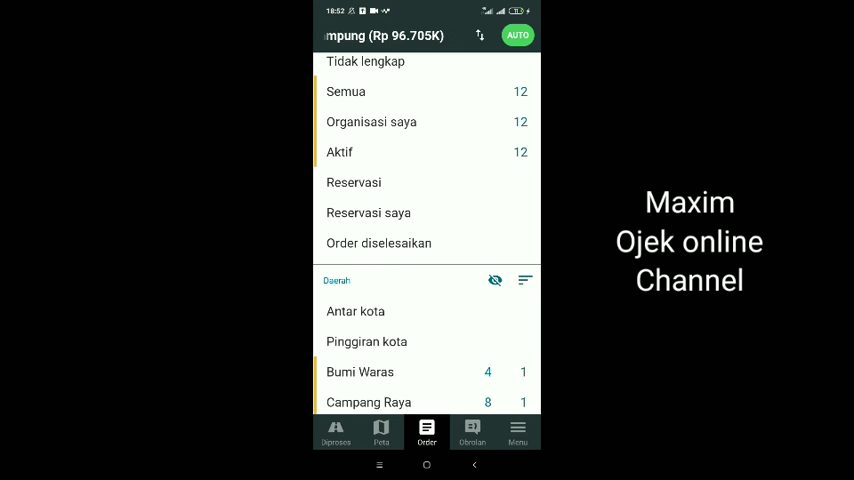 18:52
mpung (Rp 96.705K)
AUTO
Tidak lengkap
Semua 12
Organisasi saya 12
Aktif 12
Reservasi
Reservasi saya
Order diselesaikan
Daerah
Antar kota
Pinggiran kota
Bumi Waras 4 1
Campang Raya 8 1
Diproses Peta Order Obrolan Menu
Maxim
Ojek online
Channel